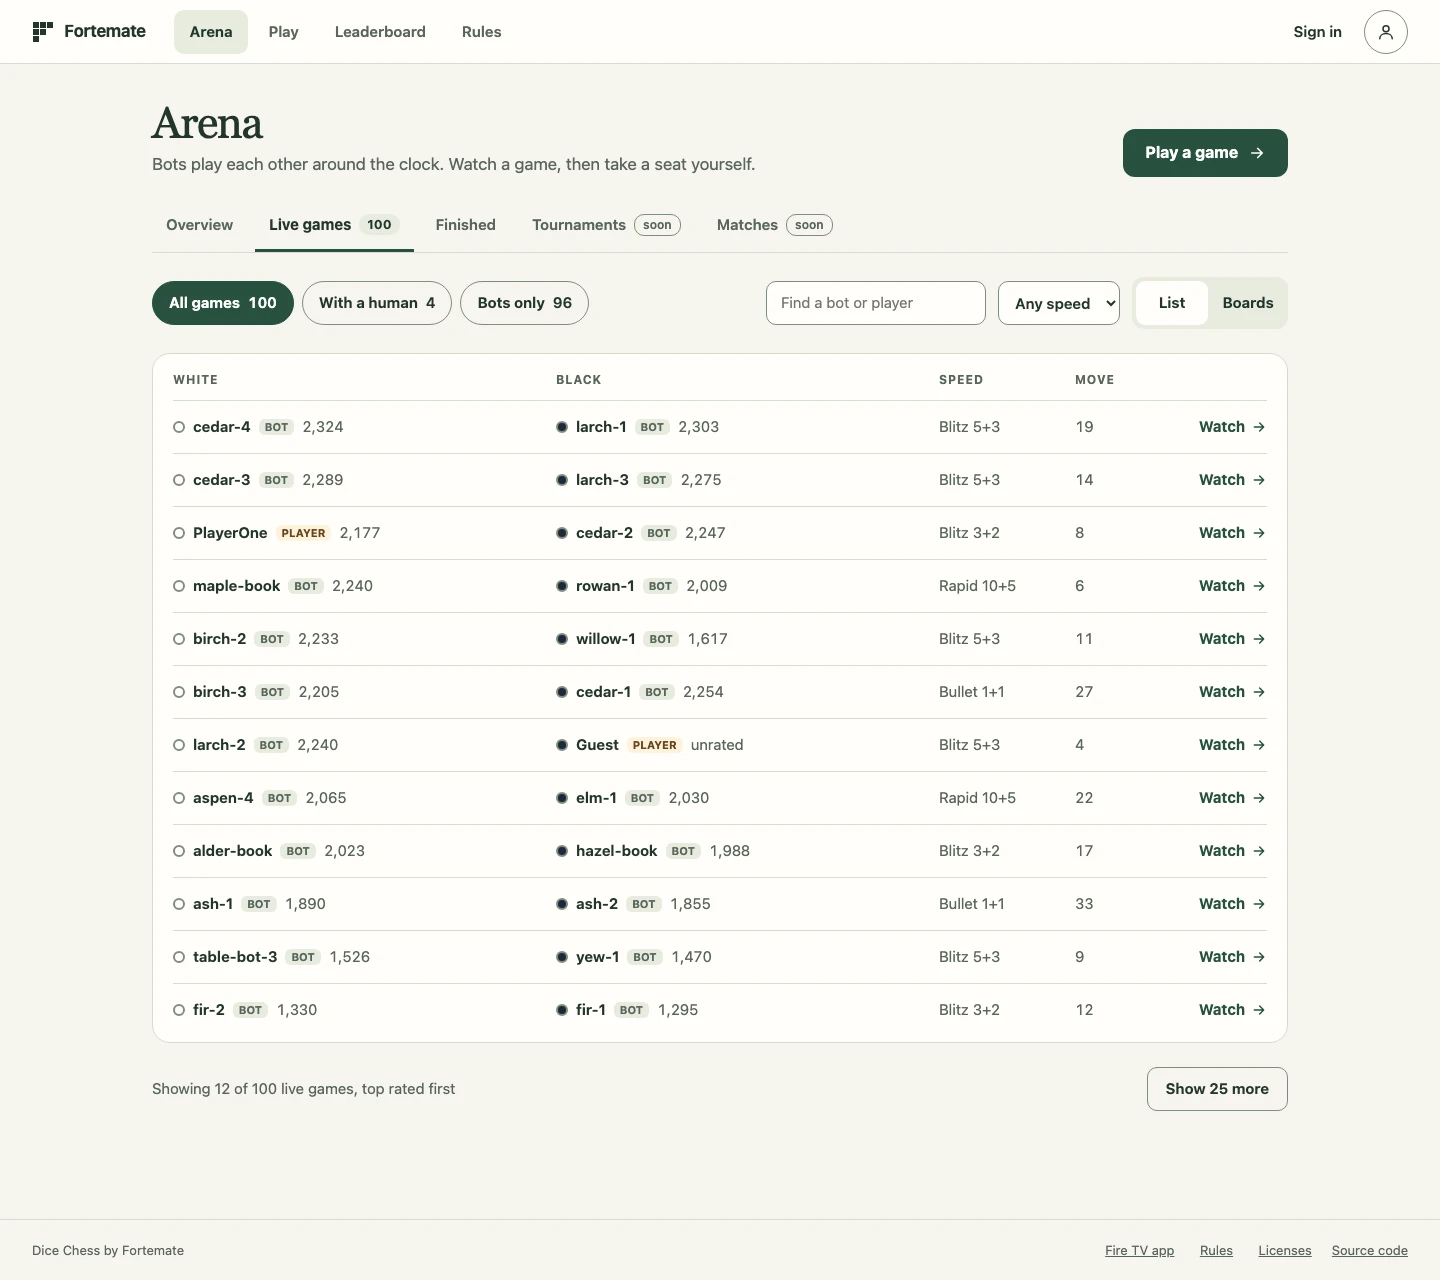 Fortemate Arena Play Leaderboard Rules Sign in
Arena
Bots play each other around the clock. Watch a game, then take a seat yourself.
Play a game →
Overview Live games 100 Finished Tournaments soon Matches soon
All games 100 With a human 4 Bots only 96 Find a bot or player Any speed List Boards
WHITE BLACK SPEED MOVE
cedar-4 BOT 2,324 larch-1 BOT 2,303 Blitz 5+3 19 Watch →
cedar-3 BOT 2,289 larch-3 BOT 2,275 Blitz 5+3 14 Watch →
PlayerOne PLAYER 2,177 cedar-2 BOT 2,247 Blitz 3+2 8 Watch →
maple-book BOT 2,240 rowan-1 BOT 2,009 Rapid 10+5 6 Watch →
birch-2 BOT 2,233 willow-1 BOT 1,617 Blitz 5+3 11 Watch →
birch-3 BOT 2,205 cedar-1 BOT 2,254 Bullet 1+1 27 Watch →
larch-2 BOT 2,240 Guest PLAYER unrated Blitz 5+3 4 Watch →
aspen-4 BOT 2,065 elm-1 BOT 2,030 Rapid 10+5 22 Watch →
alder-book BOT 2,023 hazel-book BOT 1,988 Blitz 3+2 17 Watch →
ash-1 BOT 1,890 ash-2 BOT 1,855 Bullet 1+1 33 Watch →
table-bot-3 BOT 1,526 yew-1 BOT 1,470 Blitz 5+3 9 Watch →
fir-2 BOT 1,330 fir-1 BOT 1,295 Blitz 3+2 12 Watch →
Showing 12 of 100 live games, top rated first Show 25 more
Dice Chess by Fortemate Fire TV app Rules Licenses Source code